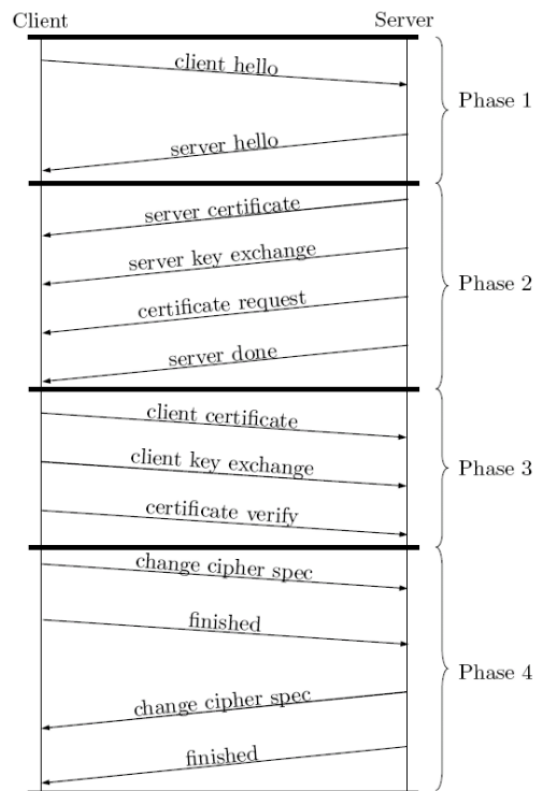 Client
Server
client hello
Phase 1
server hello
server certificate
server key exchange
Phase 2
certificate request
server done
client certificate
client key exchange
Phase 3
certificate verify
change cipher spec
finished
Phase 4
change cipher spec
finished